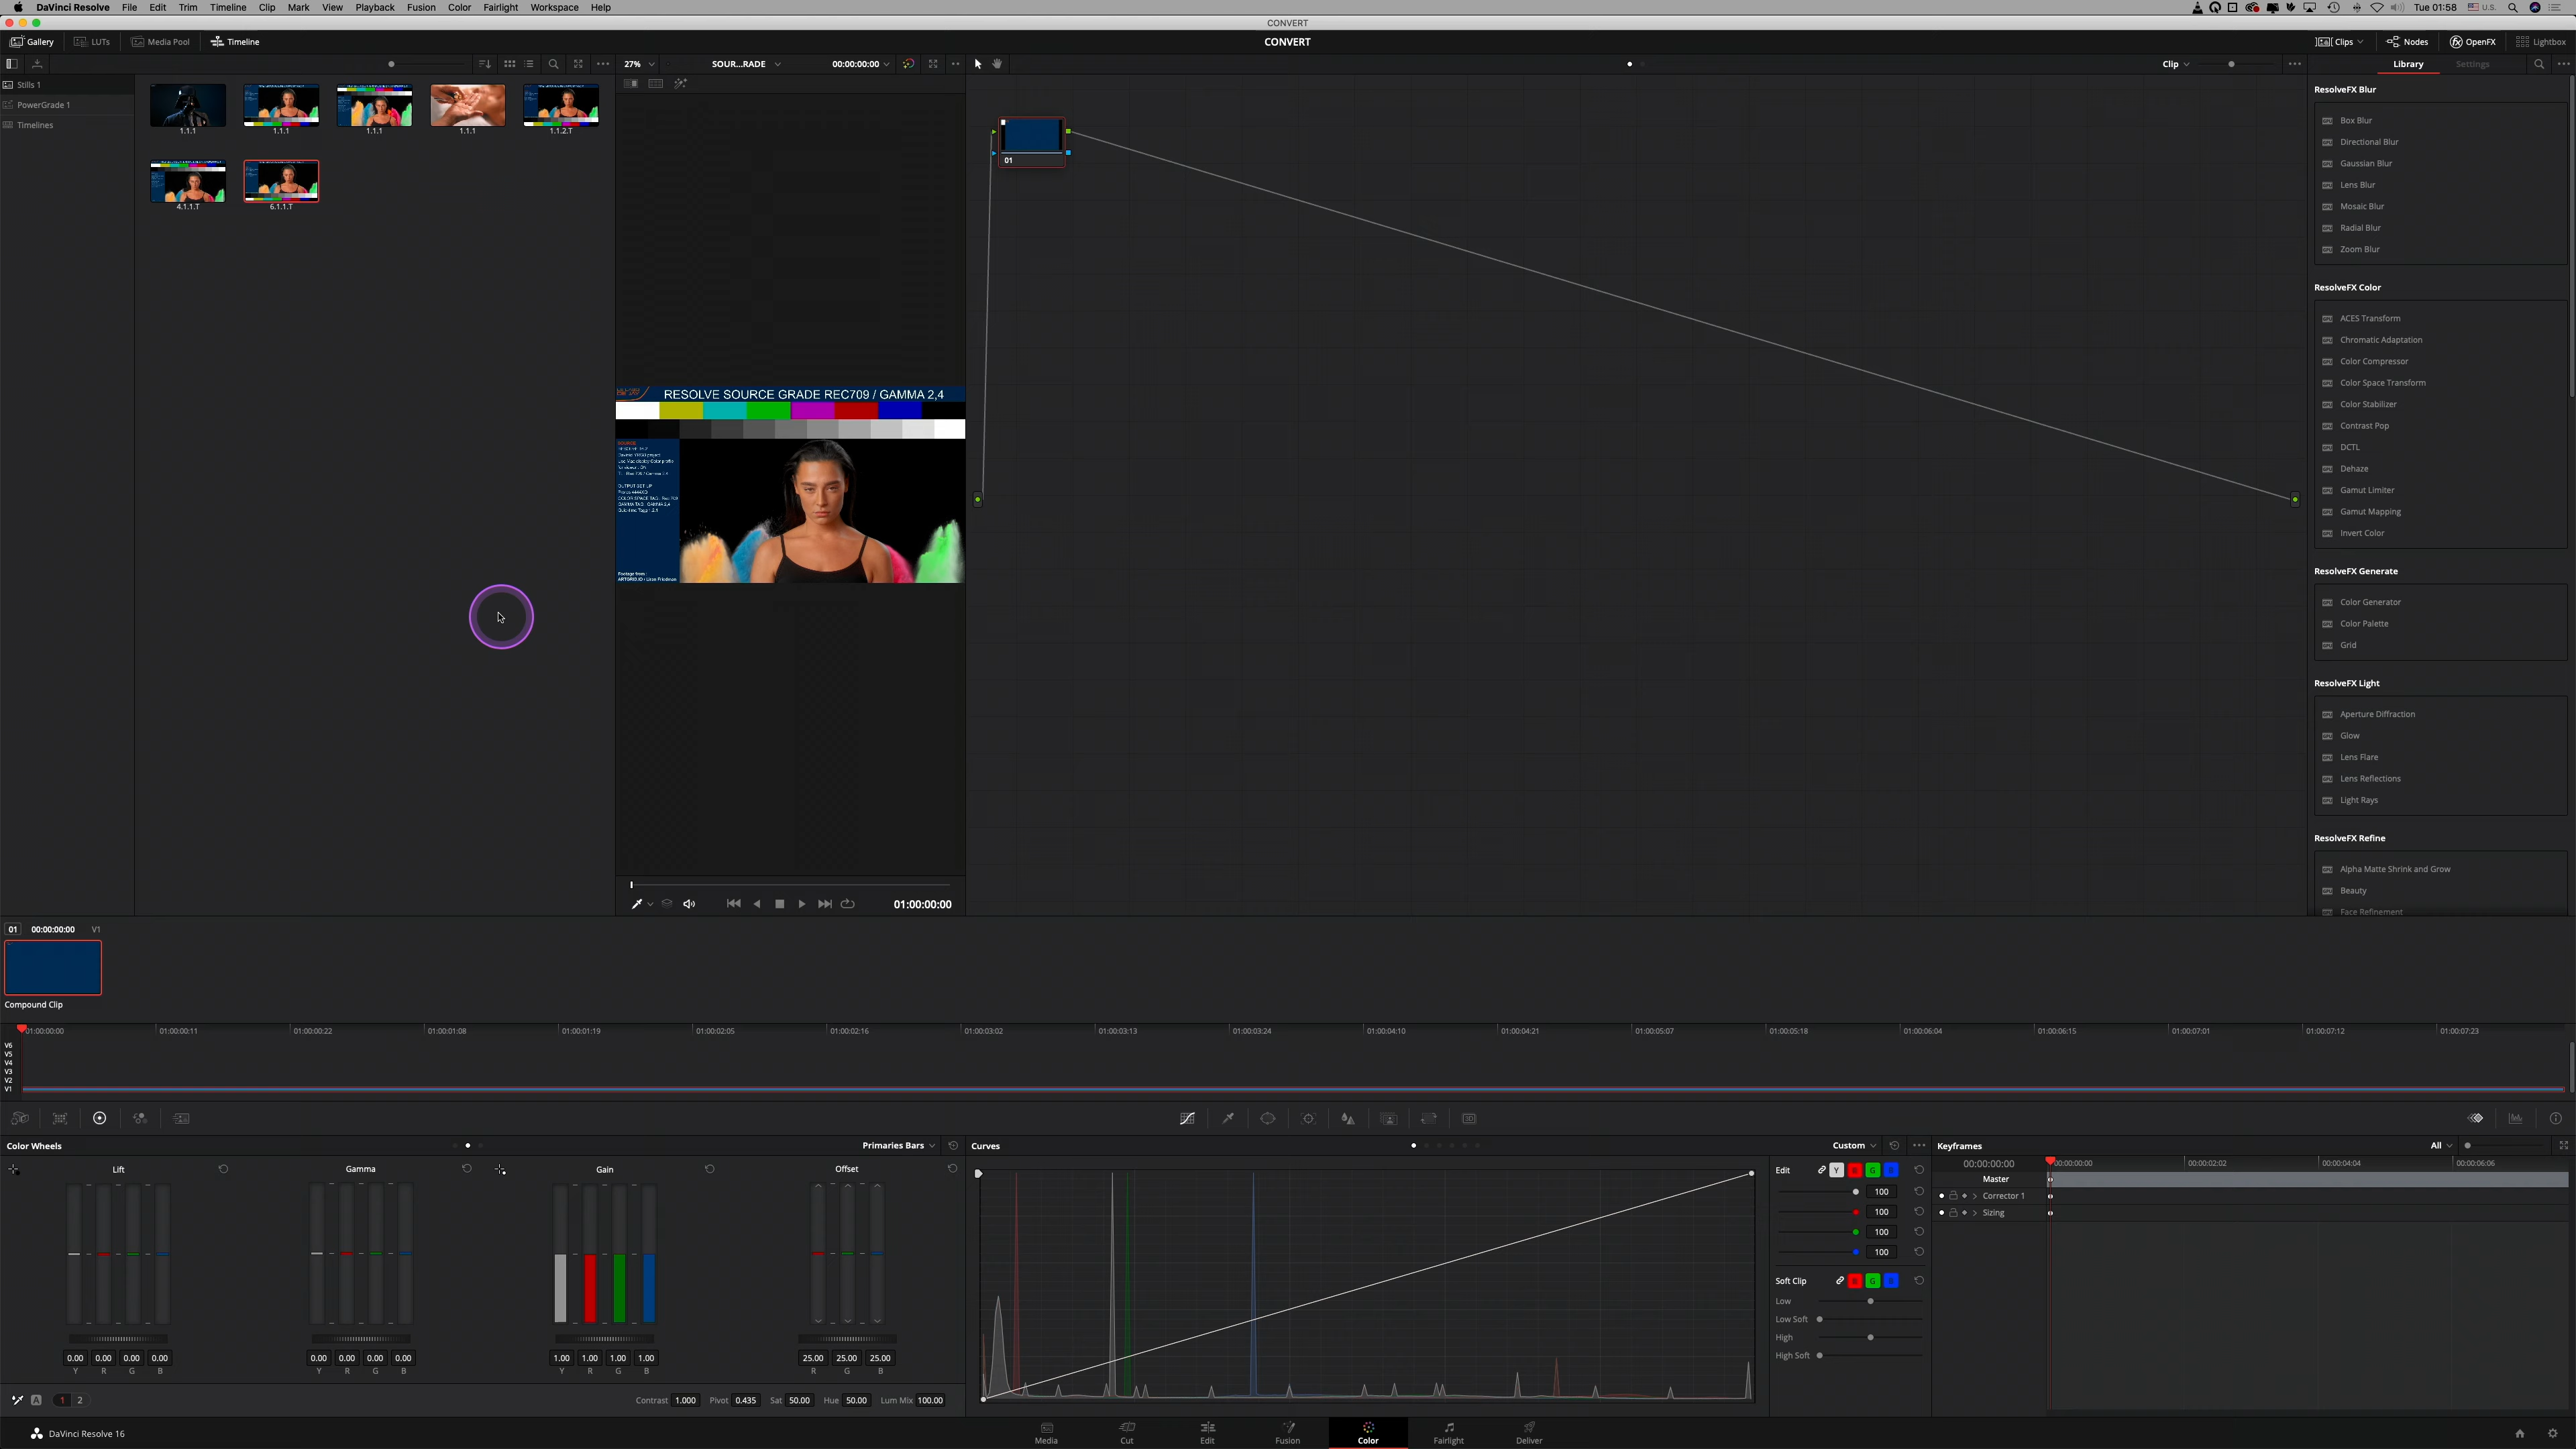 DaVinci Resolve File Edit Trim Timeline Clip Mark View Playback Fusion Color Fairlight Workspace Help
Tue 01:58 U.S.
CONVERT
Gallery LUTs Media Pool Timeline
CONVERT
Clips Nodes OpenFX Lightbox
27% SOUR...RADE 00:00:00:00
Clip
Library Settings
Stills 1
PowerGrade 1
Timelines
1.1.1 1.1.1 1.1.1 1.1.1 1.1.2.T
4.1.1.T 6.1.1.T
RESOLVE SOURCE GRADE REC709 / GAMMA 2,4
SOURCE
OUTPUT SET UP
Footage from :
ARTGRID.IO / Liron Friedman
01
ResolveFX Blur
Box Blur
Directional Blur
Gaussian Blur
Lens Blur
Mosaic Blur
Radial Blur
Zoom Blur
ResolveFX Color
ACES Transform
Chromatic Adaptation
Color Compressor
Color Space Transform
Color Stabilizer
Contrast Pop
DCTL
Dehaze
Gamut Limiter
Gamut Mapping
Invert Color
ResolveFX Generate
Color Generator
Color Palette
Grid
ResolveFX Light
Aperture Diffraction
Glow
Lens Flare
Lens Reflections
Light Rays
ResolveFX Refine
Alpha Matte Shrink and Grow
Beauty
Face Refinement
01:00:00:00
01 00:00:00:00 V1
Compound Clip
01:00:00:00 01:00:00:11 01:00:00:22 01:00:01:08 01:00:01:19 01:00:02:05 01:00:02:16 01:00:03:02 01:00:03:13 01:00:03:24 01:00:04:10 01:00:04:21 01:00:05:07 01:00:05:18 01:00:06:04 01:00:06:15 01:00:07:01 01:00:07:12 01:00:07:23
V6
V5
V4
V3
V2
V1
Color Wheels Primaries Bars
Lift Gamma Gain Offset
0.00 0.00 0.00 0.00 0.00 0.00 0.00 0.00 1.00 1.00 1.00 1.00 25.00 25.00 25.00
Y R G B Y R G B Y R G B R G B
A 1 2 Contrast 1.000 Pivot 0.435 Sat 50.00 Hue 50.00 Lum Mix 100.00
Curves Custom
Edit Y R G B
100
100
100
100
Soft Clip R G B
Low
Low Soft
High
High Soft
Keyframes All
00:00:00:00 00:00:00:00 00:00:02:02 00:00:04:04 00:00:06:06
Master
Corrector 1
Sizing
DaVinci Resolve 16
Media Cut Edit Fusion Color Fairlight Deliver